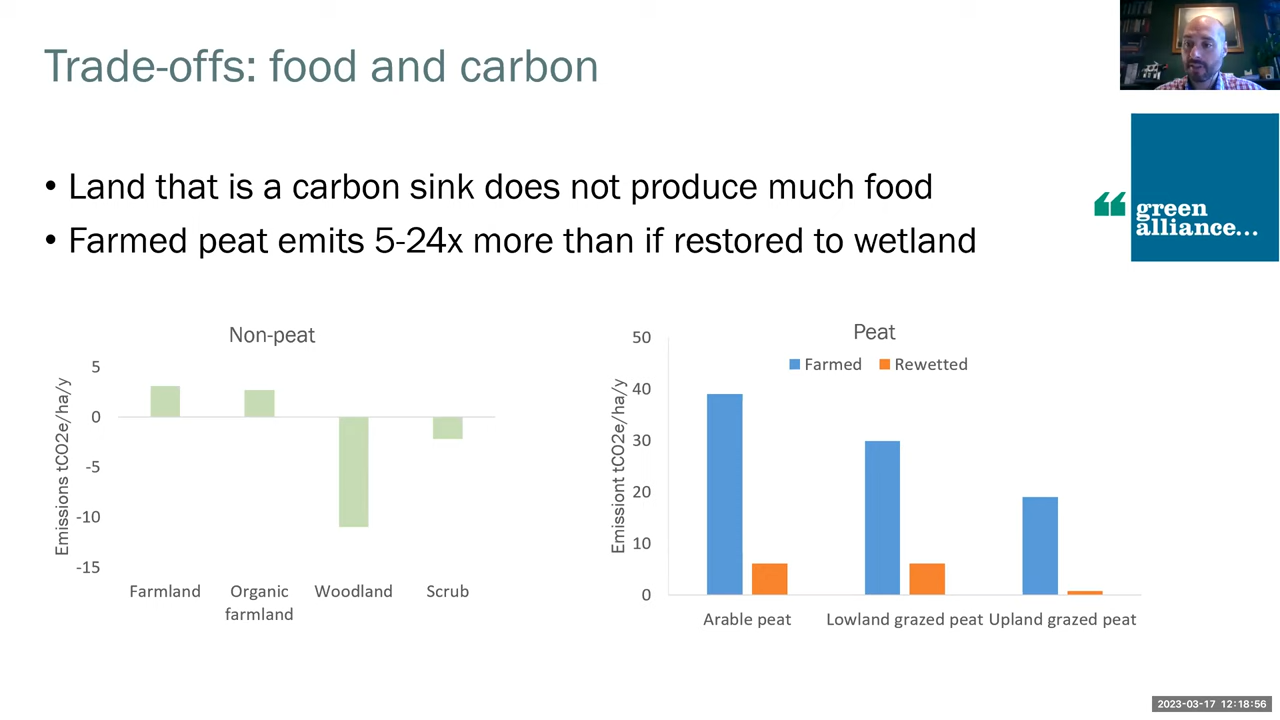 Trade-offs: food and carbon
• Land that is a carbon sink does not produce much food
• Farmed peat emits 5-24x more than if restored to wetland
green
alliance...
Non-peat
Emissions tCO2e/ha/y
5
0
-5
-10
-15
Farmland
Organic
farmland
Woodland
Scrub
Peat
Farmed
Rewetted
Emissiont tCO2e/ha/y
50
40
30
20
10
0
Arable peat
Lowland grazed peat
Upland grazed peat
2023-03-17 12:18:56